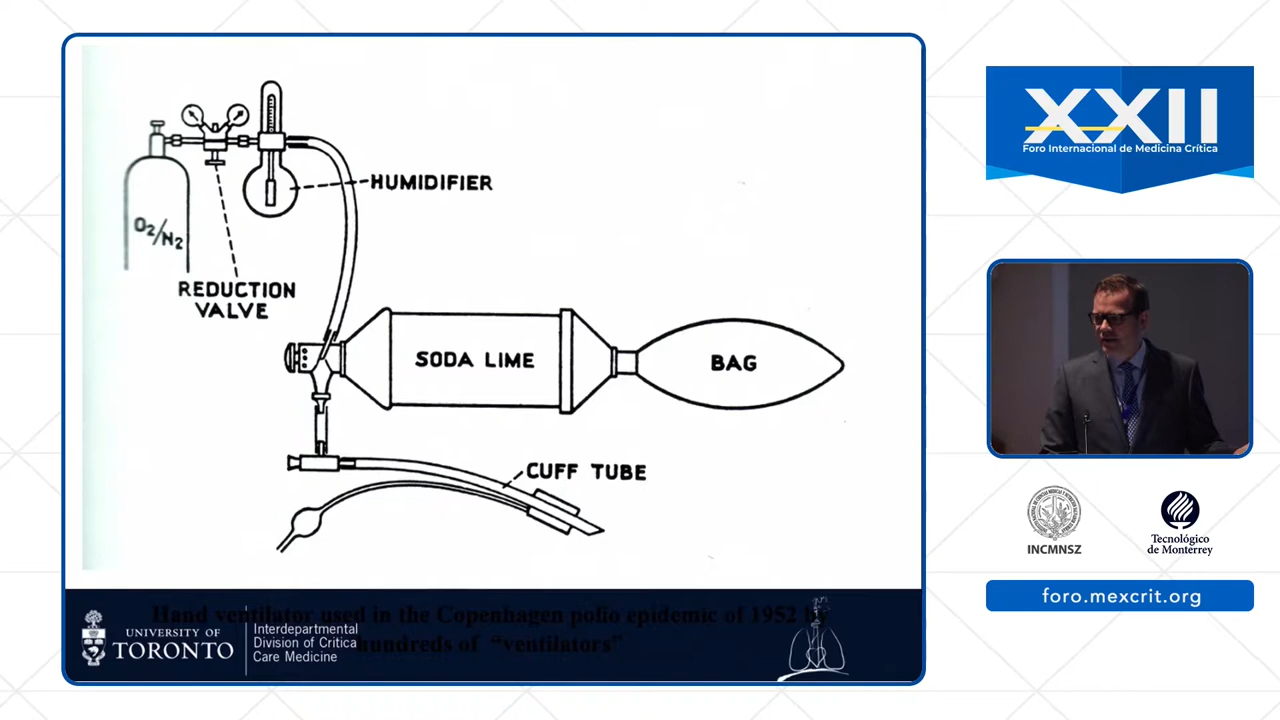 HUMIDIFIER
O2/N2
REDUCTION
VALVE
SODA LIME
BAG
CUFF TUBE
Hand ventilator used in the Copenhagen polio epidemic of 1952 by
hundreds of “ventilators”
UNIVERSITY OF
TORONTO
Interdepartmental
Division of Critical
Care Medicine
XXII
Foro Internacional de Medicina Crítica
INCMNSZ
Tecnológico
de Monterrey
foro.mexcrit.org